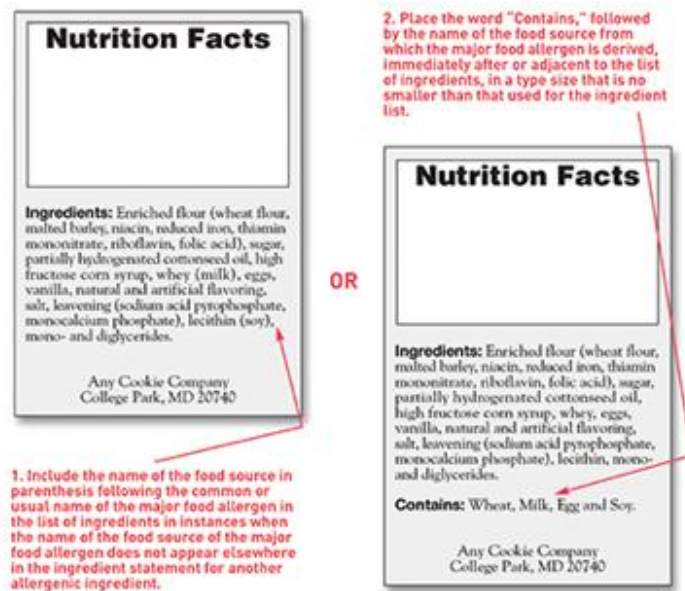 Nutrition Facts
Ingredients: Enriched flour (wheat flour,
malted barley, niacin, reduced iron, thiamin
mononitrate, riboflavin, folic acid), sugar,
partially hydrogenated cottonseed oil, high
fructose corn syrup, whey (milk), eggs,
vanilla, natural and artificial flavoring,
salt, leavening (sodium acid pyrophosphate,
monocalcium phosphate), lecithin (soy),
mono- and diglycerides.
Any Cookie Company
College Park, MD 20740
1. Include the name of the food source in
parenthesis following the common or
usual name of the major food allergen in
the list of ingredients in instances when
the name of the food source of the major
food allergen does not appear elsewhere
in the ingredient statement for another
allergenic ingredient.
OR
2. Place the word “Contains,” followed
by the name of the food source from
which the major food allergen is derived,
immediately after or adjacent to the list
of ingredients, in a type size that is no
smaller than that used for the ingredient
list.
Nutrition Facts
Ingredients: Enriched flour (wheat flour,
malted barley, niacin, reduced iron, thiamin
mononitrate, riboflavin, folic acid), sugar,
partially hydrogenated cottonseed oil,
high fructose corn syrup, whey, eggs,
vanilla, natural and artificial flavoring,
salt, leavening (sodium acid pyrophosphate,
monocalcium phosphate), lecithin, mono-
and diglycerides.
Contains: Wheat, Milk, Egg and Soy.
Any Cookie Company
College Park, MD 20740